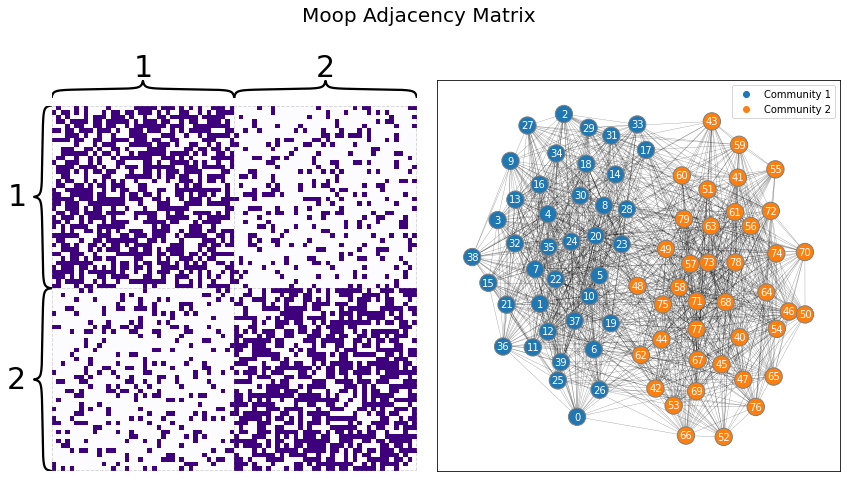 Moop Adjacency Matrix
1 2
1
2
Community 1
Community 2
2
43
27 29 33
31
59
17
34
9 18
55
14 60 41
16 51
30
13 8 28 61 72
4 3 79 63 56
20
32 35 24 23 49 74 70
38 57 73 78
7 5
15 22 48 58 64
10
21 1 75 71 68 46 50
37 19
12 77 54
44 40
36 11 6 62
39 67 45
25 47 65
26 42 69
53 76
0
66 52